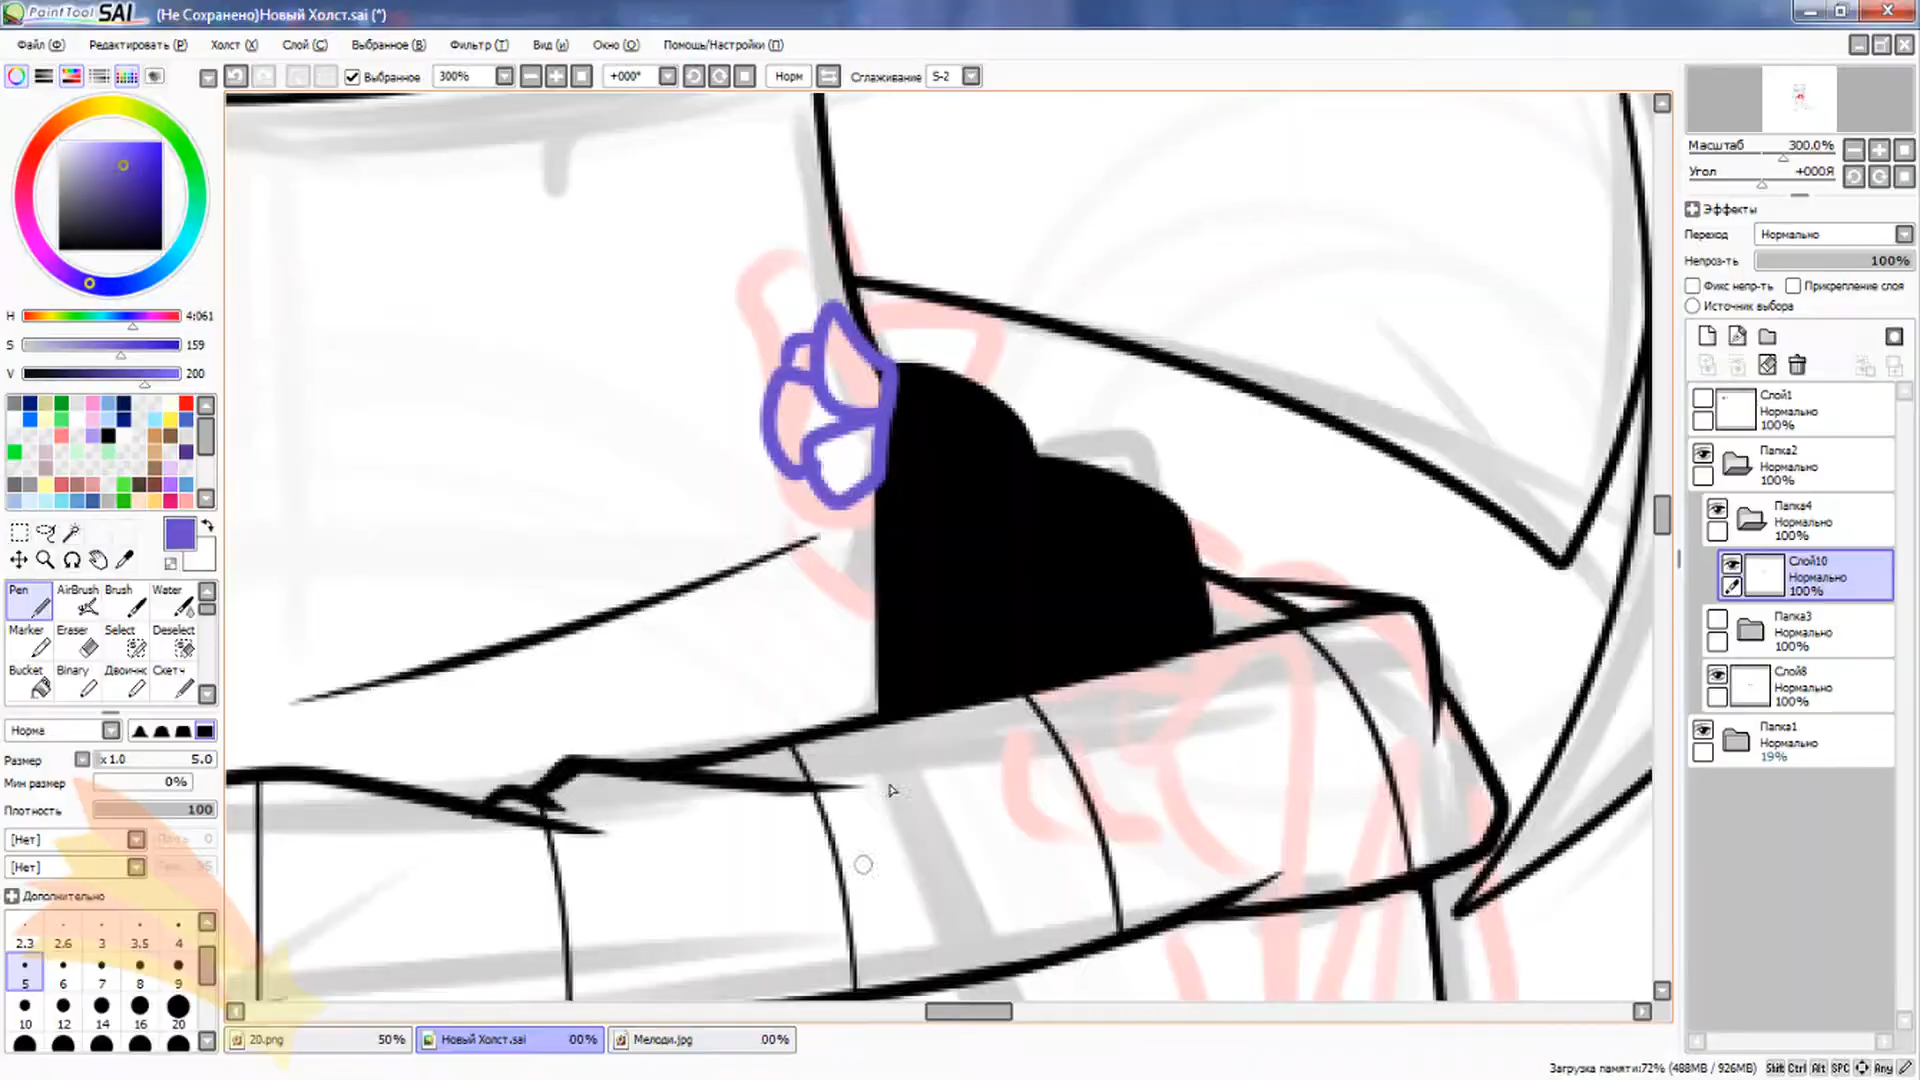 PaintTool SAI (Не Сохранено)Новый Холст.sai (*)
Файл (Ф) Редактировать (P) Холст (X) Слой (C) Выбранное (B) Фильтр (T) Вид (и) Окно (Q) Помощь/Настройки (П)
Выбранное 300% +000° Норм Сглаживание S-2
Масштаб 300.0%
Угол +000Я
Эффекты
Переход Нормально
Непроз-ть 100%
Фикс непр-ть Прикрепление слоя
Источник выбора
H 4:061
S 159
V 200
Слой1
Нормально
100%
Папка2
Нормально
100%
Папка4
Нормально
100%
Слой10
Нормально
100%
Папка3
Нормально
100%
Слой8
Нормально
100%
Папка1
Нормально
19%
Pen AirBrush Brush Water
Marker Eraser Select Deselect
Bucket Binary Двоичнс Скетч
Норма
Размер x 1.0 5.0
Мин размер 0%
Плотность 100
[Нет] 0
[Нет] 95
Дополнительно
2.3 2.6 3 3.5 4
5 6 7 8 9
10 12 14 16 20
20.png 50% Новый Холст.sai 00% Мелоди.jpg 00%
Загрузка памяти:72% (488MB / 926MB) Shift Ctrl Alt SPC Any